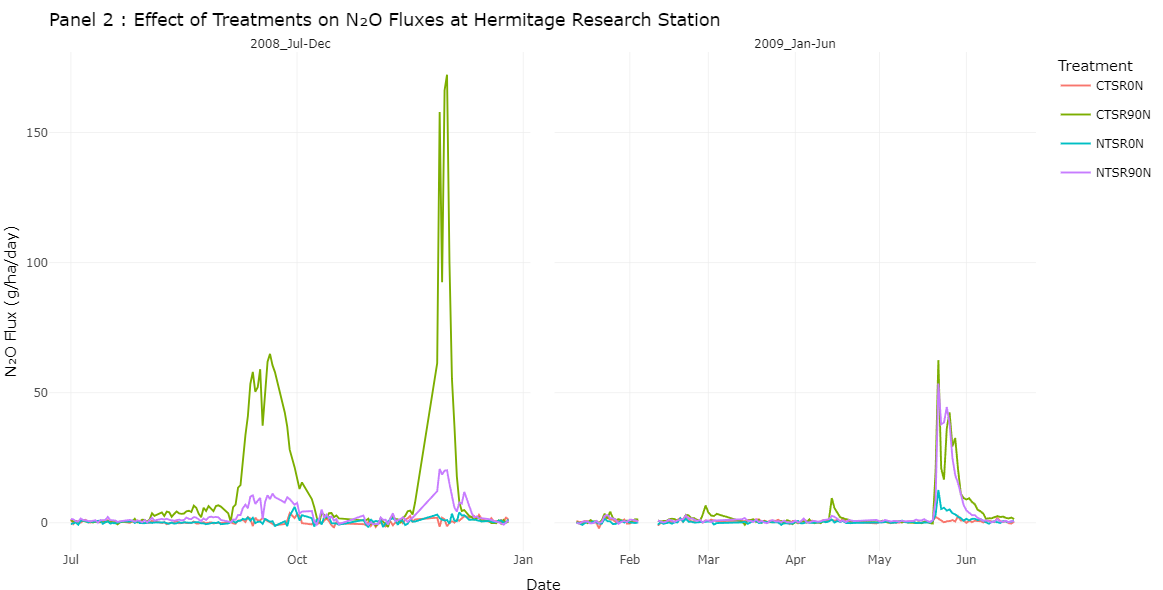 Panel 2 : Effect of Treatments on N₂O Fluxes at Hermitage Research Station
2008_Jul-Dec
2009_Jan-Jun
Treatment
CTSR0N
CTSR90N
NTSR0N
NTSR90N
N₂O Flux (g/ha/day)
150
100
50
0
Jul
Oct
Jan
Feb
Mar
Apr
May
Jun
Date